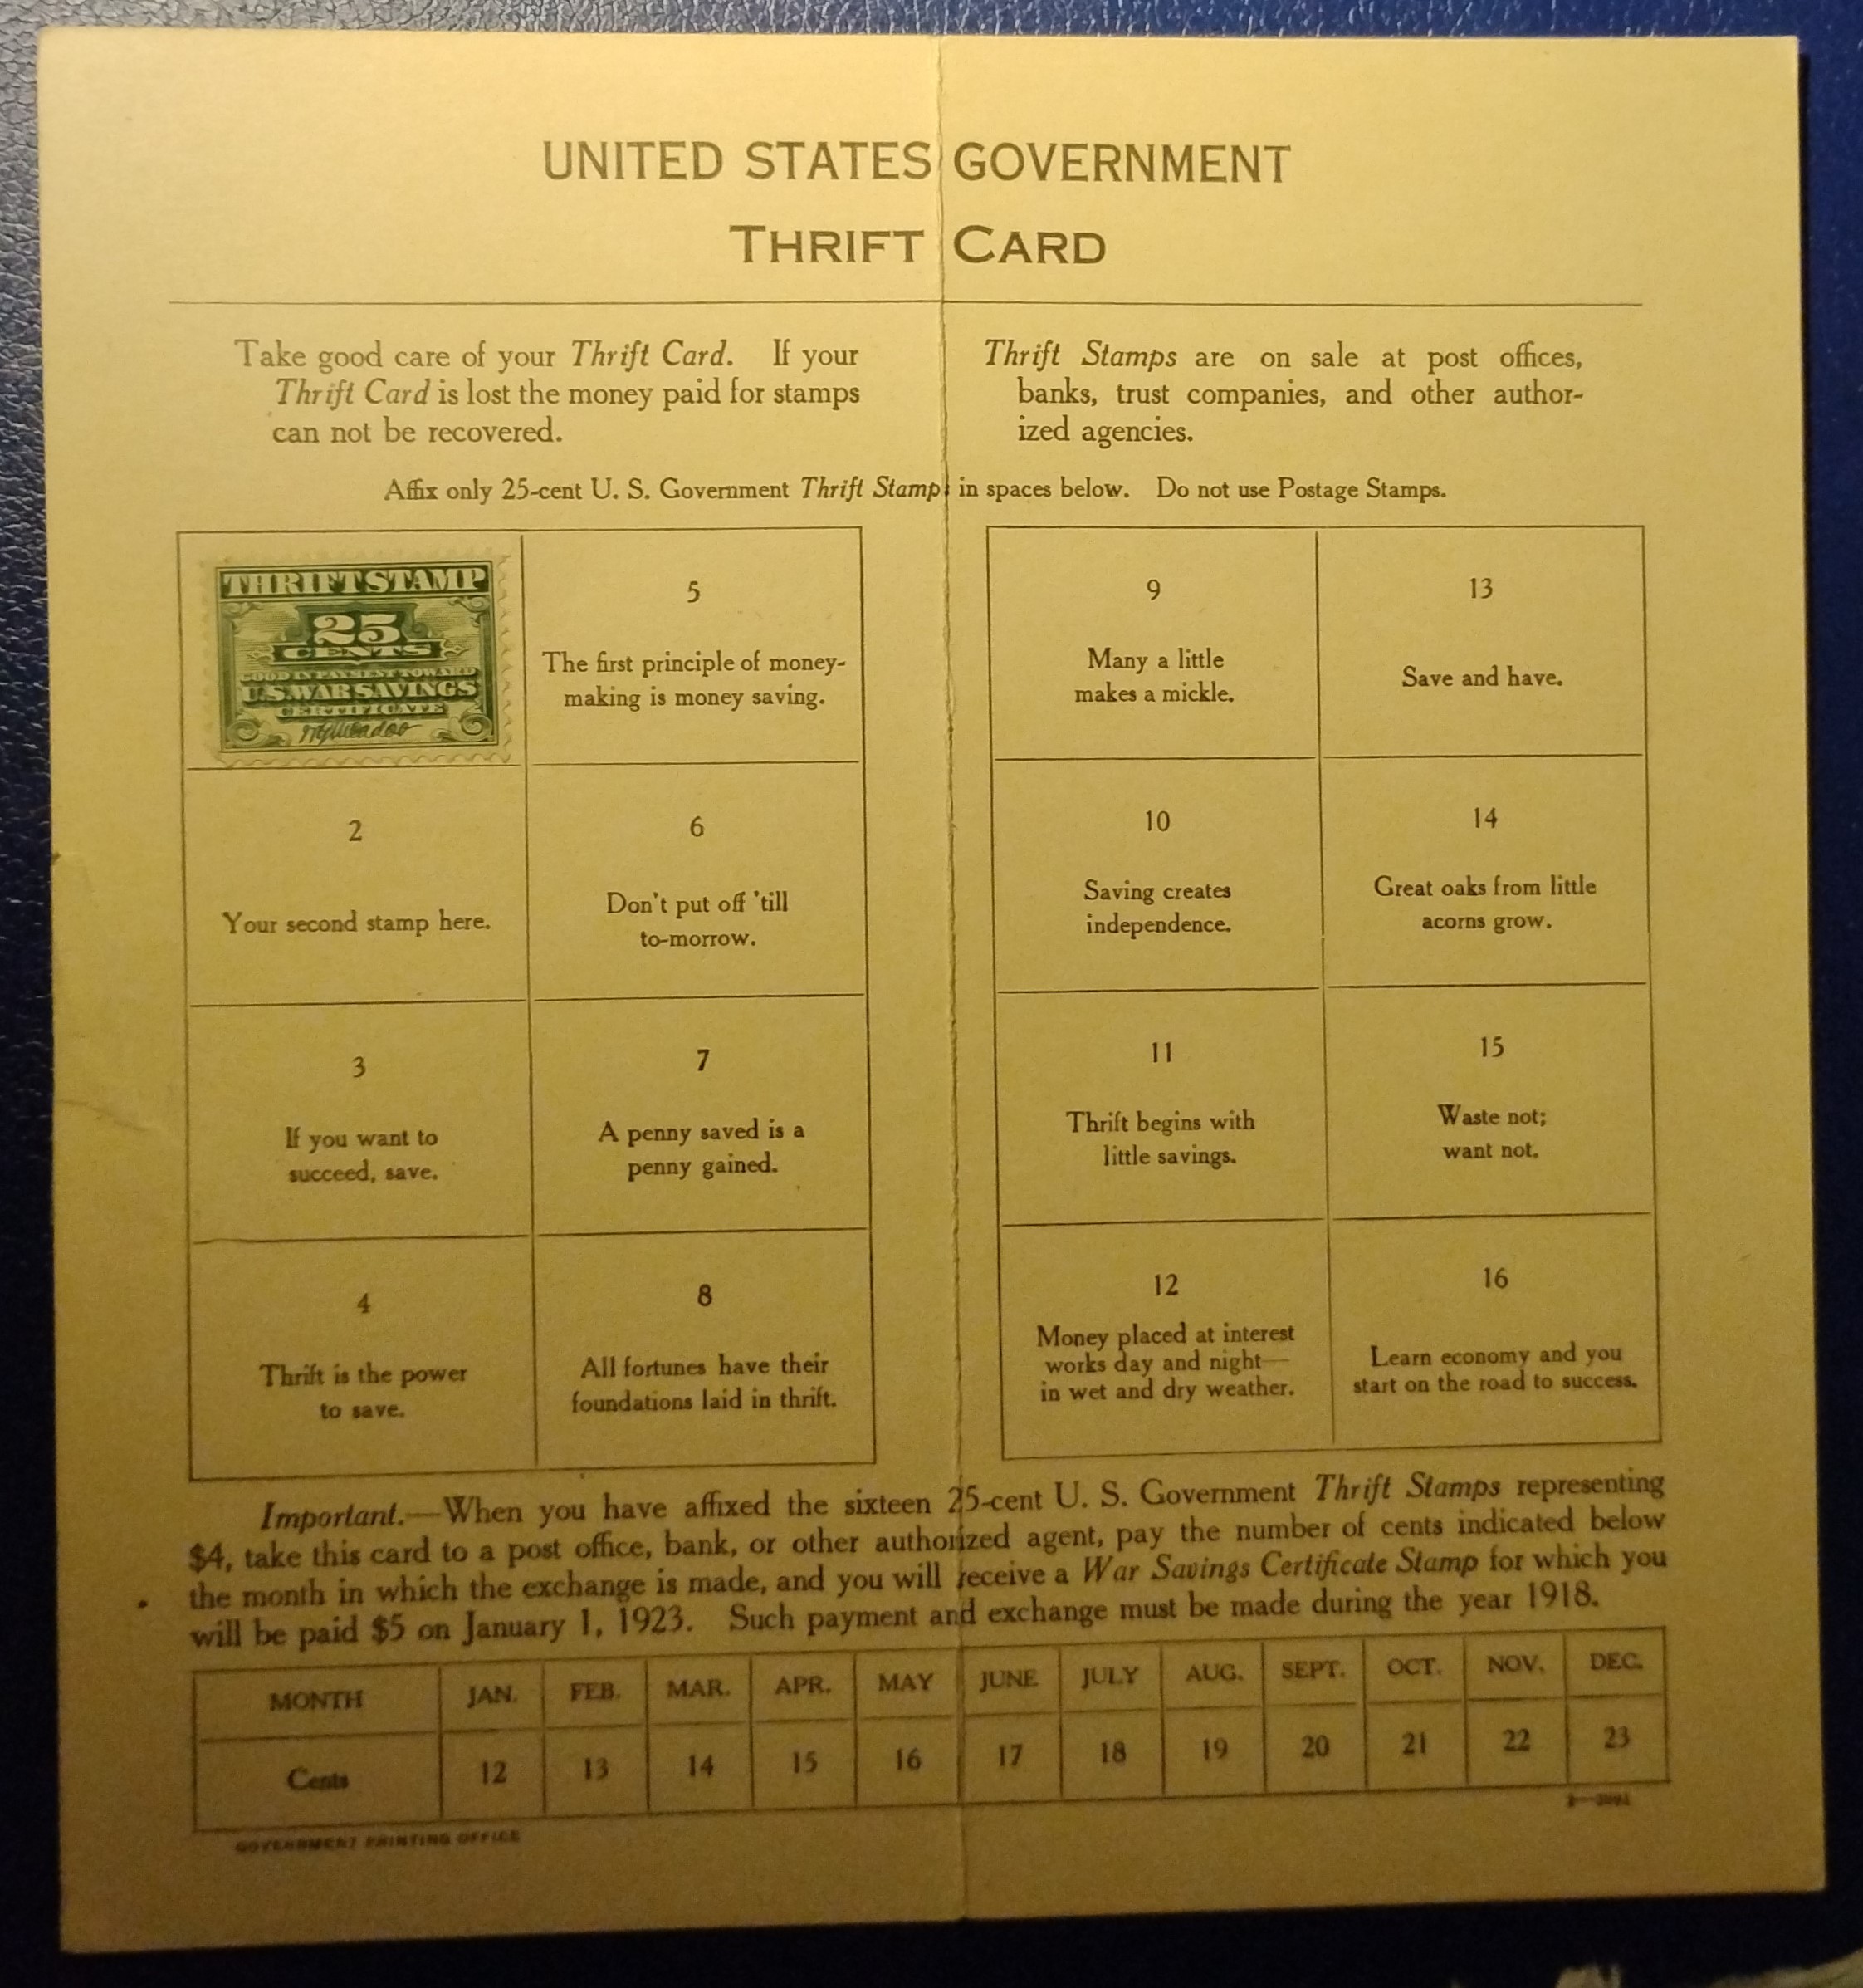 UNITED STATES GOVERNMENT
THRIFT CARD
Take good care of your Thrift Card. If your
Thrift Card is lost the money paid for stamps
can not be recovered.
Thrift Stamps are on sale at post offices,
banks, trust companies, and other author-
ized agencies.
Affix only 25-cent U. S. Government Thrift Stamps in spaces below. Do not use Postage Stamps.
THRIFT STAMP
25
CENTS
GOOD IN PAYMENT TOWARD
U.S. WAR SAVINGS
CERTIFICATE
2
Your second stamp here.
3
If you want to
succeed, save.
4
Thrift is the power
to save.
5
The first principle of money-
making is money saving.
6
Don't put off 'till
to-morrow.
7
A penny saved is a
penny gained.
8
All fortunes have their
foundations laid in thrift.
9
Many a little
makes a mickle.
10
Saving creates
independence.
11
Thrift begins with
little savings.
12
Money placed at interest
works day and night—
in wet and dry weather.
13
Save and have.
14
Great oaks from little
acorns grow.
15
Waste not;
want not.
16
Learn economy and you
start on the road to success.
Important.—When you have affixed the sixteen 25-cent U. S. Government Thrift Stamps representing
$4, take this card to a post office, bank, or other authorized agent, pay the number of cents indicated below
the month in which the exchange is made, and you will receive a War Savings Certificate Stamp for which you
will be paid $5 on January 1, 1923. Such payment and exchange must be made during the year 1918.
MONTH JAN. FEB. MAR. APR. MAY JUNE JULY AUG. SEPT. OCT. NOV. DEC.
Cents 12 13 14 15 16 17 18 19 20 21 22 23
GOVERNMENT PRINTING OFFICE